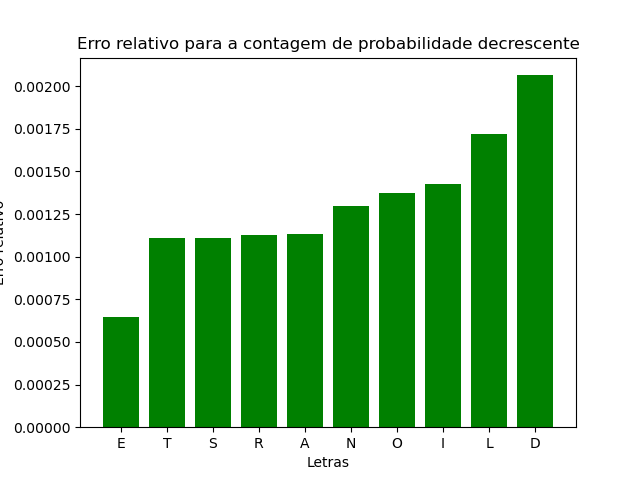 Erro relativo para a contagem de probabilidade decrescente
0.00200
0.00175
0.00150
0.00125
0.00100
0.00075
0.00050
0.00025
0.00000
Erro relativo
E T S R A N O I L D
Letras